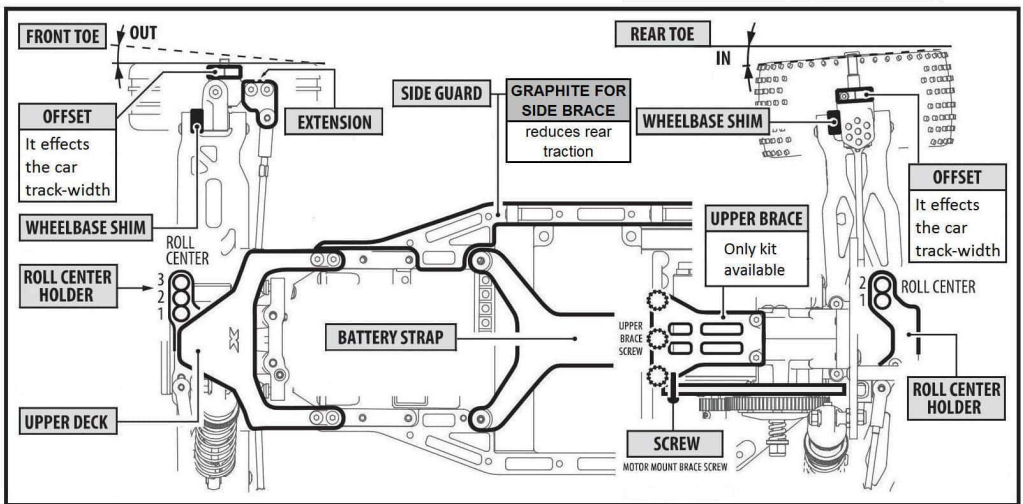 FRONT TOE
OUT
OFFSET
It effects
the car
track-width
WHEELBASE SHIM
EXTENSION
SIDE GUARD
GRAPHITE FOR
SIDE BRACE
reduces rear
traction
REAR TOE
IN
WHEELBASE SHIM
OFFSET
It effects
the car
track-width
ROLL
CENTER
ROLL CENTER
HOLDER
3
2
1
X
BATTERY STRAP
UPPER DECK
UPPER BRACE
Only kit
available
UPPER
BRACE
SCREW
2
1
ROLL CENTER
ROLL CENTER
HOLDER
SCREW
MOTOR MOUNT BRACE SCREW